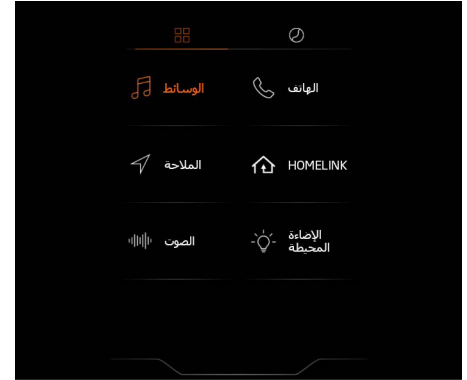 الهاتف
الوسائط
HOMELINK
الملاحة
الإضاءة
المحيطة
الصوت